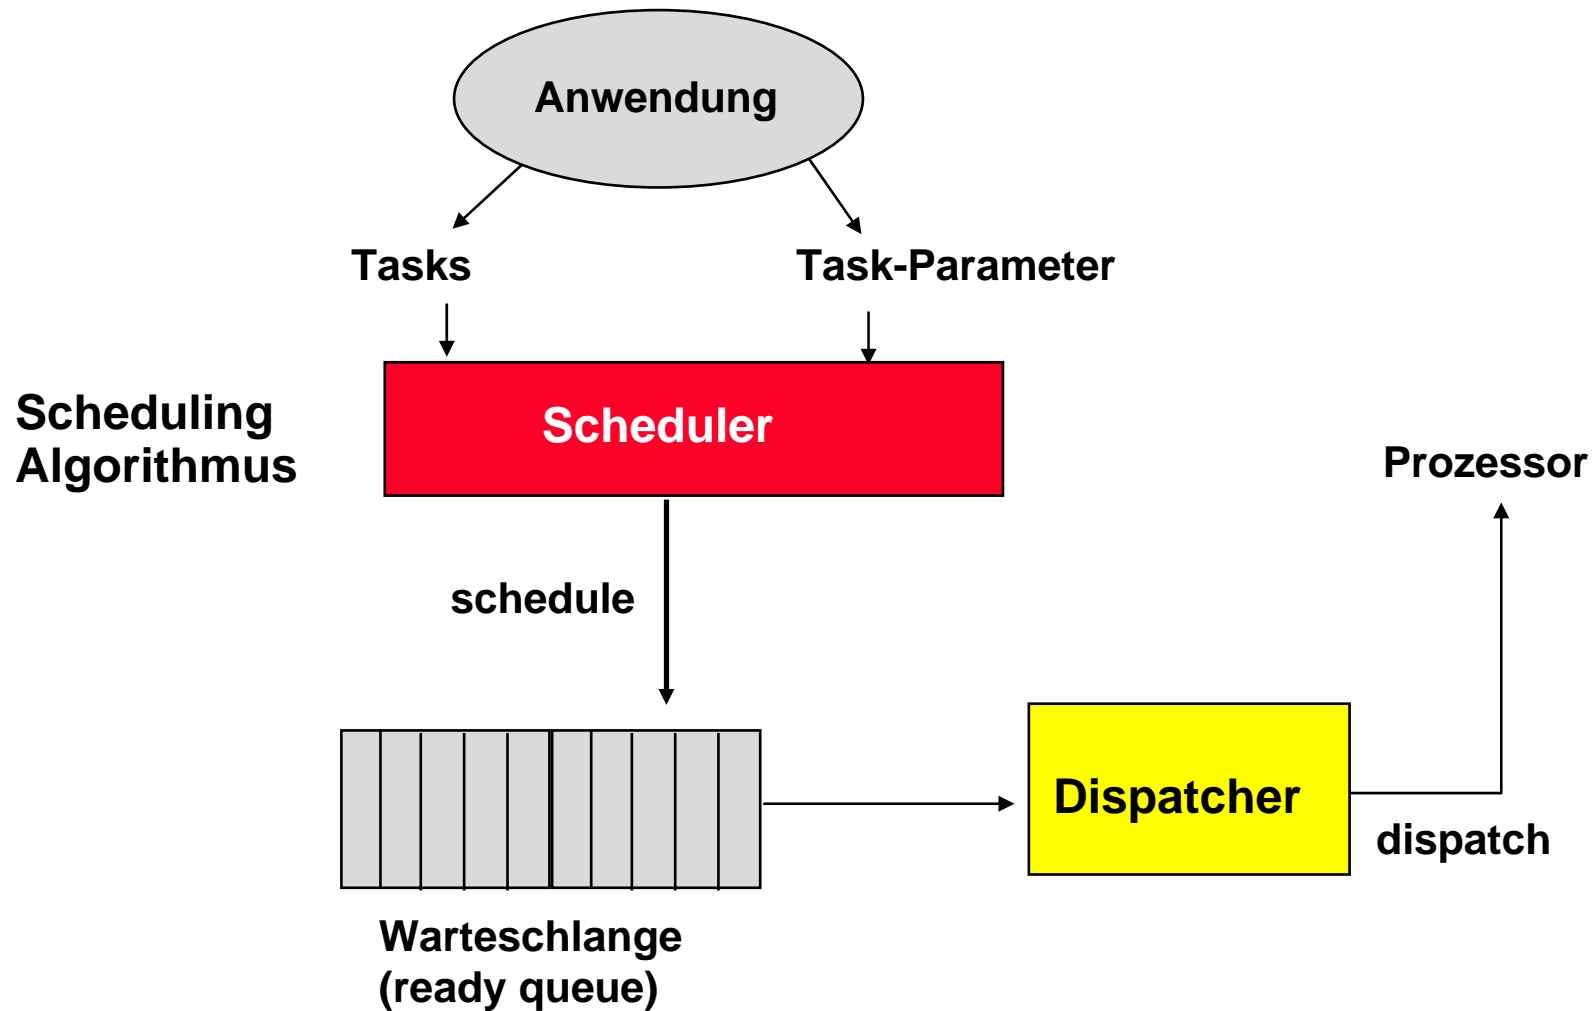 Anwendung
Tasks
Task-Parameter
Scheduling
Algorithmus
Scheduler
Prozessor
schedule
Dispatcher
dispatch
Warteschlange
(ready queue)